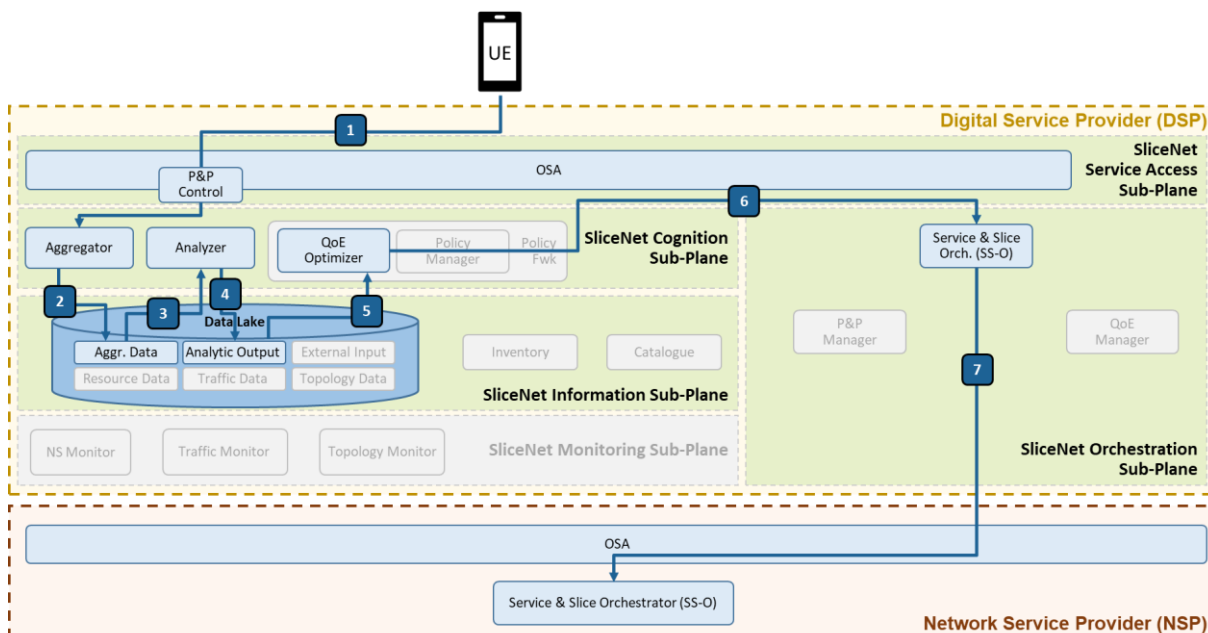 UE
1
Digital Service Provider (DSP)
OSA
SliceNet
Service Access
Sub-Plane
P&P
Control
6
Aggregator
Analyzer
QoE
Optimizer
Policy
Manager
Policy
Fwk
SliceNet Cognition
Sub-Plane
Service & Slice
Orch. (SS-O)
2
3
4
5
Data Lake
Aggr. Data
Analytic Output
External Input
Resource Data
Traffic Data
Topology Data
Inventory
Catalogue
SliceNet Information Sub-Plane
P&P
Manager
QoE
Manager
7
NS Monitor
Traffic Monitor
Topology Monitor
SliceNet Monitoring Sub-Plane
SliceNet Orchestration
Sub-Plane
OSA
Service & Slice Orchestrator (SS-O)
Network Service Provider (NSP)